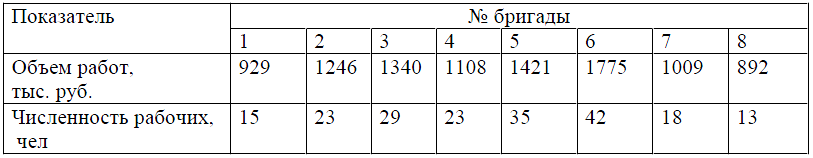 Показатель № бригады
1 2 3 4 5 6 7 8
Объем работ, 929 1246 1340 1108 1421 1775 1009 892
тыс. руб.
Численность рабочих, 15 23 29 23 35 42 18 13
чел